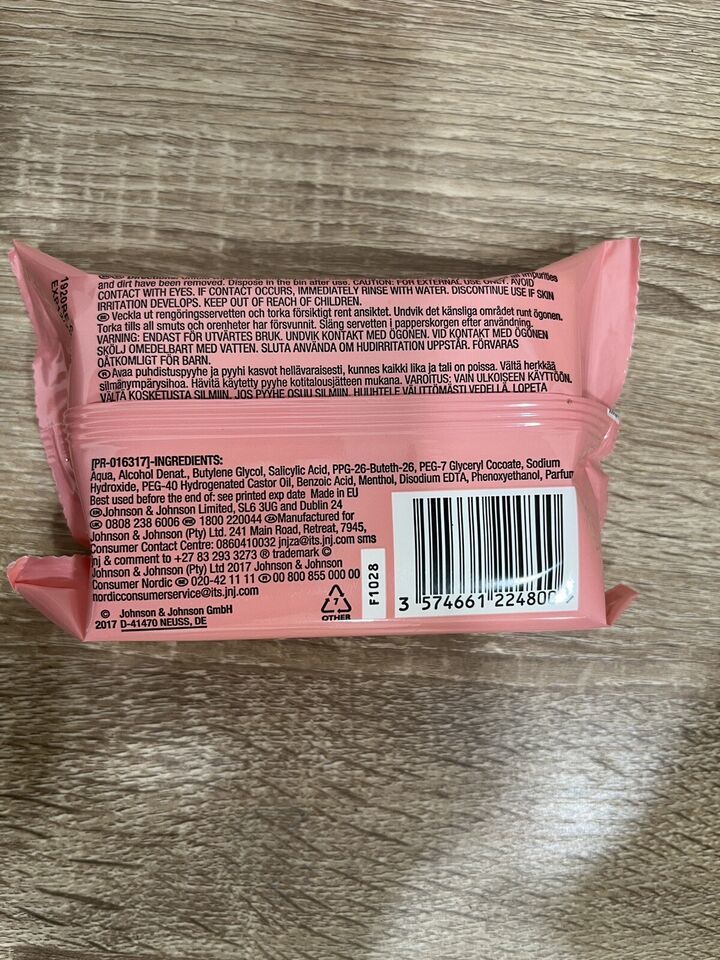 all impurities
and dirt have been removed. Dispose in the bin after use. CAUTION: FOR EXTERNAL USE ONLY. AVOID
CONTACT WITH EYES. IF CONTACT OCCURS, IMMEDIATELY RINSE WITH WATER. DISCONTINUE USE IF SKIN
IRRITATION DEVELOPS. KEEP OUT OF REACH OF CHILDREN.
Veckla ut rengöringsservetten och torka försiktigt rent ansiktet. Undvik det känsliga området runt ögonen.
Torka tills all smuts och orenheter har försvunnit. Släng servetten i papperskorgen efter användning.
VARNING: ENDAST FÖR UTVÄRTES BRUK. UNDVIK KONTAKT MED ÖGONEN. VID KONTAKT MED ÖGONEN
SKÖLJ OMEDELBART MED VATTEN. SLUTA ANVÄNDA OM HUDIRRITATION UPPSTÅR. FÖRVARAS
OÅTKOMLIGT FÖR BARN.
Avaa puhdistuspyyhe ja pyyhi kasvot hellävaraisesti, kunnes kaikki lika ja tali on poissa. Vältä herkkää
silmänympärysihoa. Hävitä käytetty pyyhe kotitalousjätteen mukana. VAROITUS: VAIN ULKOISEEN KÄYTTÖÖN.
VÄLTÄ KOSKETUSTA SILMIIN. JOS PYYHE OSUU SILMIIN, HUUHTELE VÄLITTÖMÄSTI VEDELLÄ. LOPETA
[PR-016317]-INGREDIENTS:
Aqua, Alcohol Denat., Butylene Glycol, Salicylic Acid, PPG-26-Buteth-26, PEG-7 Glyceryl Cocoate, Sodium
Hydroxide, PEG-40 Hydrogenated Castor Oil, Benzoic Acid, Menthol, Disodium EDTA, Phenoxyethanol, Parfum
Best used before the end of: see printed exp date Made in EU
Johnson & Johnson Limited, SL6 3UG and Dublin 24
0808 238 6006 1800 220044 Manufactured for
Johnson & Johnson (Pty) Ltd. 241 Main Road, Retreat, 7945,
Consumer Contact Centre: 0860410032 jnjza@its.jnj.com sms
jnj & comment to +27 83 293 3273 ® trademark ©
Johnson & Johnson (Pty) Ltd 2017 Johnson & Johnson
Consumer Nordic 020-42 11 11 00 800 855 000 00
nordicconsumerservice@its.jnj.com
© Johnson & Johnson GmbH
2017 D-41470 NEUSS, DE
7
OTHER
F1028
3 574661 22480